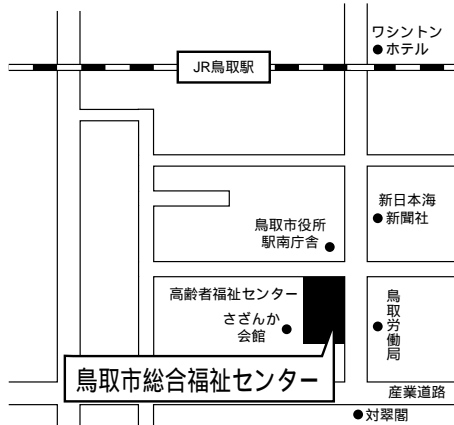 ワシントン
ホテル
JR鳥取駅
新日本海
新聞社
鳥取市役所
駅南庁舎
高齢者福祉センター
さざんか
会館
鳥取労働局
鳥取市総合福祉センター
産業道路
対翠閣